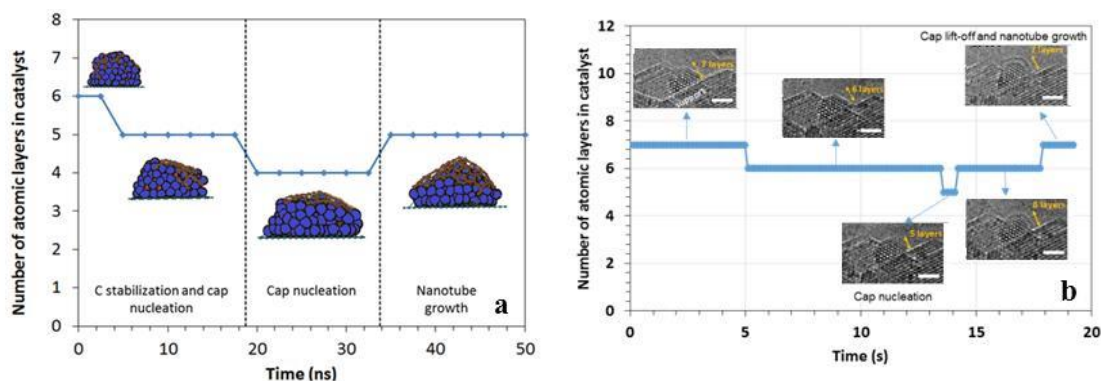 Number of atomic layers in catalyst
8
7
6
5
4
3
2
1
0
C stabilization and cap
nucleation
Cap nucleation
Nanotube
growth
a
0 10 20 30 40 50
Time (ns)
Number of atomic layers in catalyst
12
10
8
6
4
2
0
Cap lift-off and nanotube growth
7 layers
support
6 layers
7 layers
5 layers
6 layers
Cap nucleation
b
0 5 10 15 20
Time (s)